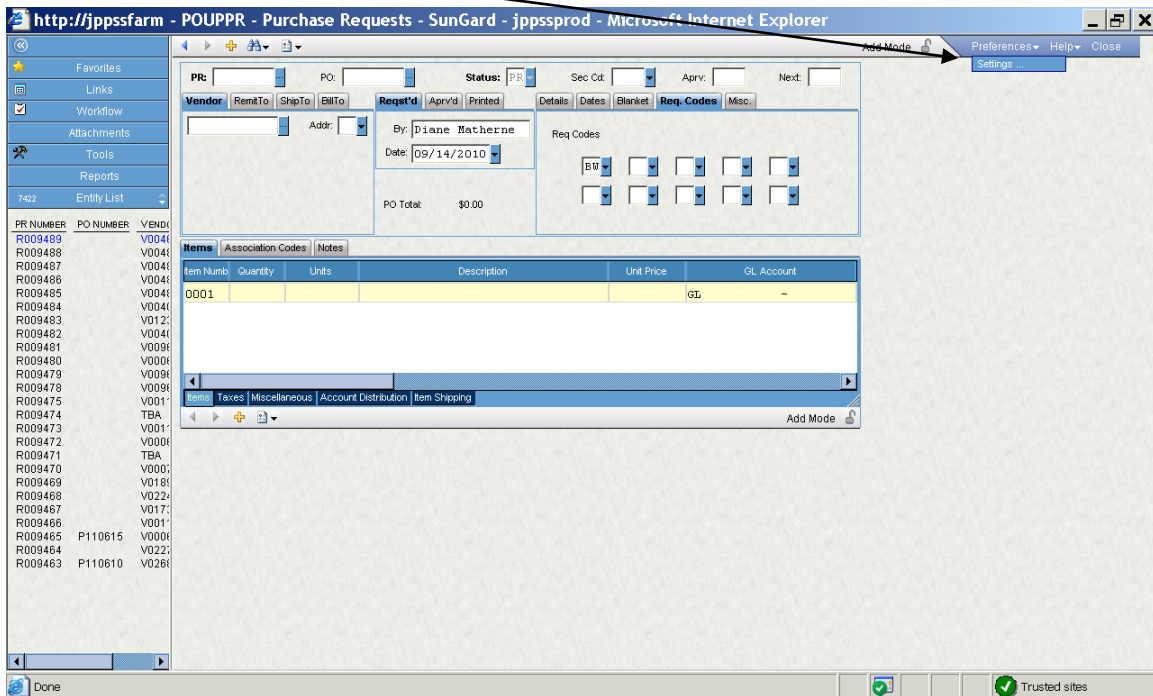 http://jppssfarm - POUPPR - Purchase Requests - SunGard - jppssprod - Microsoft Internet Explorer
Add Mode
Preferences Help Close
Settings ...
Favorites
Links
Workflow
Attachments
Tools
Reports
7422 Entity List
PR: PO: Status: PR Sec Cd: Aprv: Next:
Vendor RemitTo ShipTo BillTo Reqst'd Aprv'd Printed Details Dates Blanket Req. Codes Misc.
Addr: By: Diane Matherne Req Codes
Date: 09/14/2010
BW
PO Total: $0.00
Items Association Codes Notes
Item Numb Quantity Units Description Unit Price GL Account
0001 GL -
Items Taxes Miscellaneous Account Distribution Item Shipping
Add Mode
PR NUMBER PO NUMBER
R009489
R009488
R009487
R009486
R009485
R009484
R009483
R009482
R009481
R009480
R009479
R009478
R009475
R009474 TBA
R009473
R009472
R009471 TBA
R009470
R009469
R009468
R009467
R009466
R009465 P110615
R009464
R009463 P110610
Done
Trusted sites